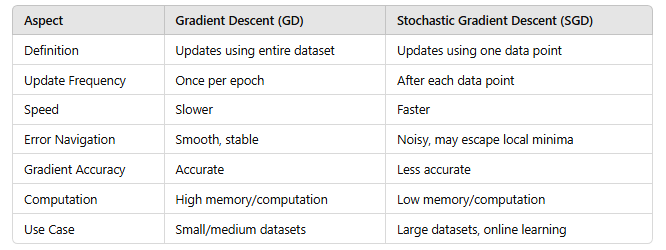 Aspect Gradient Descent (GD) Stochastic Gradient Descent (SGD)
Definition Updates using entire dataset Updates using one data point
Update Frequency Once per epoch After each data point
Speed Slower Faster
Error Navigation Smooth, stable Noisy, may escape local minima
Gradient Accuracy Accurate Less accurate
Computation High memory/computation Low memory/computation
Use Case Small/medium datasets Large datasets, online learning